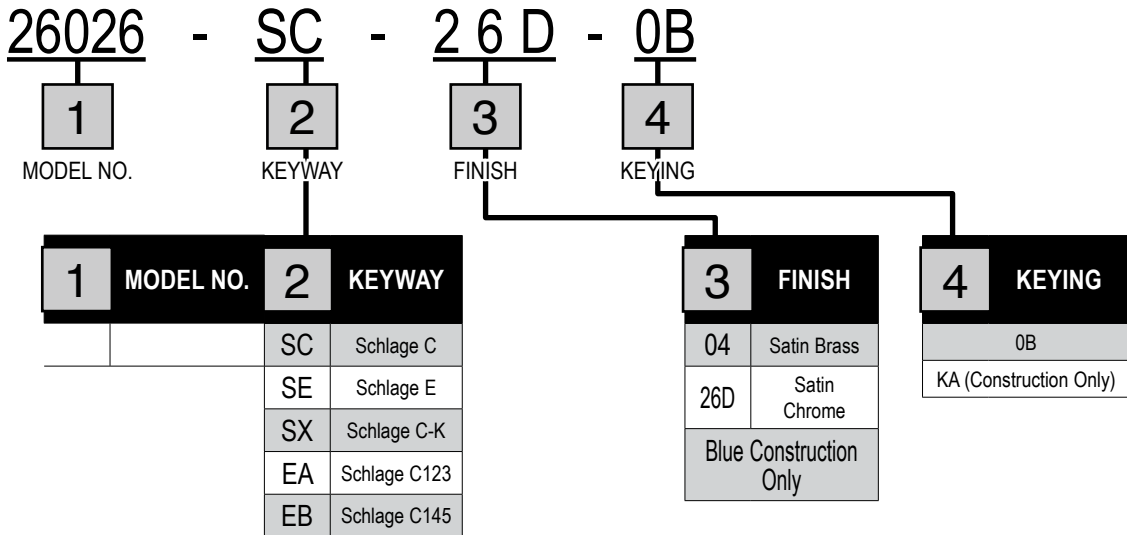 26026 - SC - 26D - 0B
1 2 3 4
MODEL NO. KEYWAY FINISH KEYING
1 MODEL NO. 2 KEYWAY
SC Schlage C
SE Schlage E
SX Schlage C-K
EA Schlage C123
EB Schlage C145
3 FINISH
04 Satin Brass
26D Satin
Chrome
Blue Construction
Only
4 KEYING
0B
KA (Construction Only)